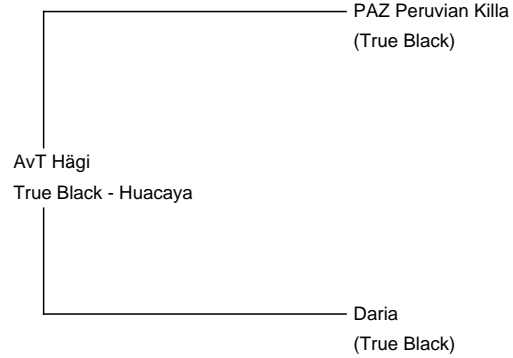 PAZ Peruvian Killa
(True Black)
AvT Hägi
True Black - Huacaya
Daria
(True Black)